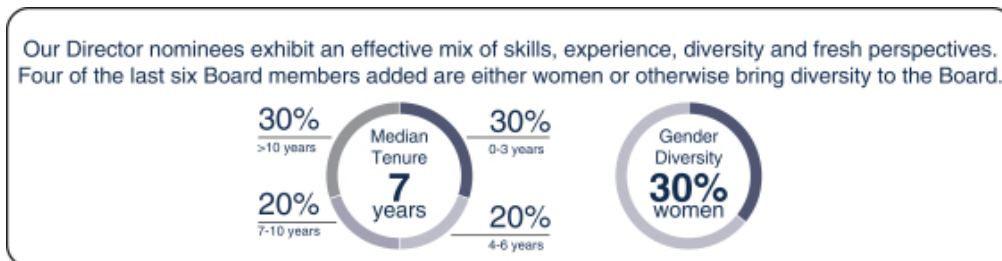 Our Director nominees exhibit an effective mix of skills, experience, diversity and fresh perspectives.
Four of the last six Board members added are either women or otherwise bring diversity to the Board.
30%
>10 years
Median
Tenure
7
years
30%
0-3 years
20%
7-10 years
20%
4-6 years
Gender
Diversity
30%
women